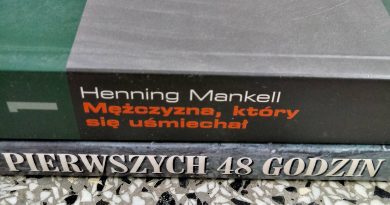 1
Henning Mankell
Mężczyzna, który
się uśmiechał
PIERWSZYCH 48 GODZIN